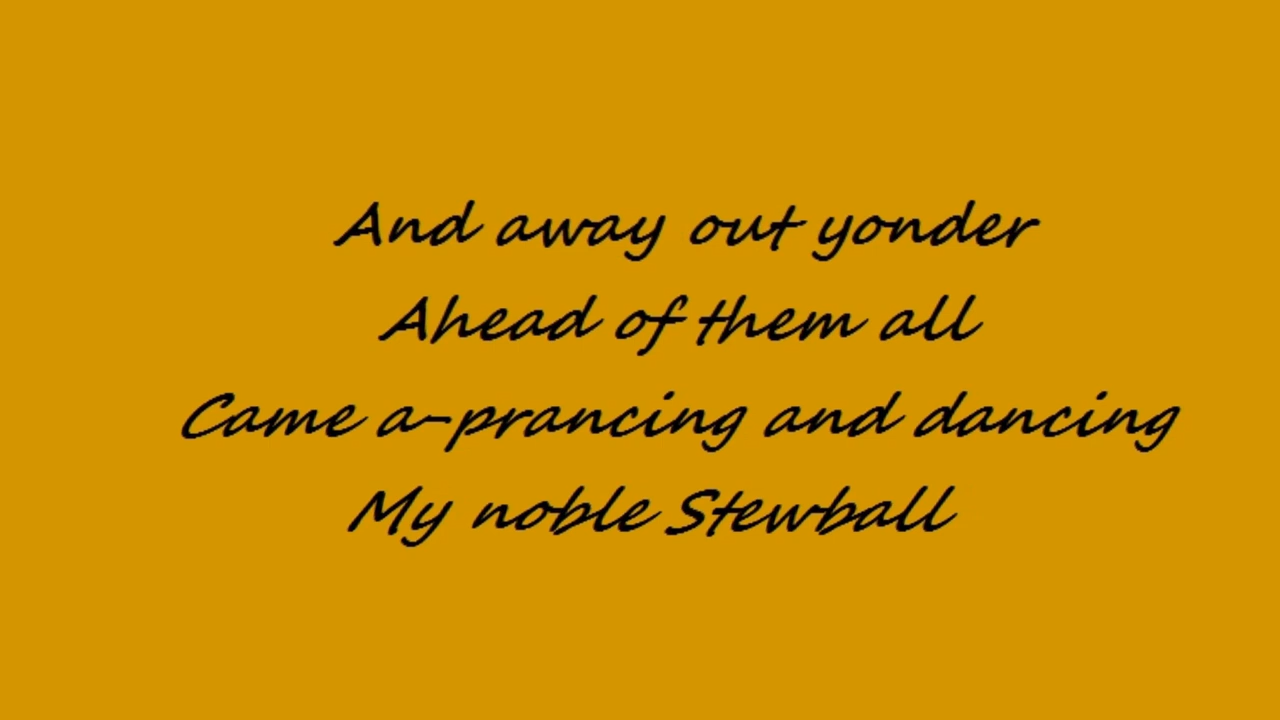 And away out yonder
Ahead of them all
Came a-prancing and dancing
My noble Stewball